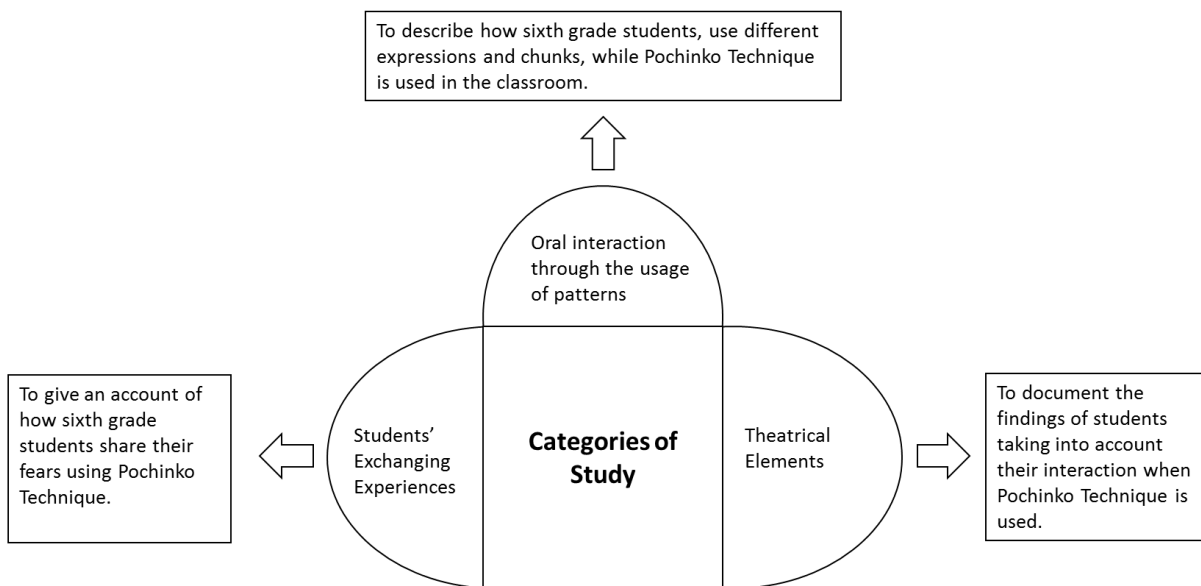 To describe how sixth grade students, use different
expressions and chunks, while Pochinko Technique
is used in the classroom.
Oral interaction
through the usage
of patterns
To give an account of
how sixth grade
students share their
fears using Pochinko
Technique.
Students’
Exchanging
Experiences
Categories of
Study
Theatrical
Elements
To document the
findings of students
taking into account
their interaction when
Pochinko Technique is
used.